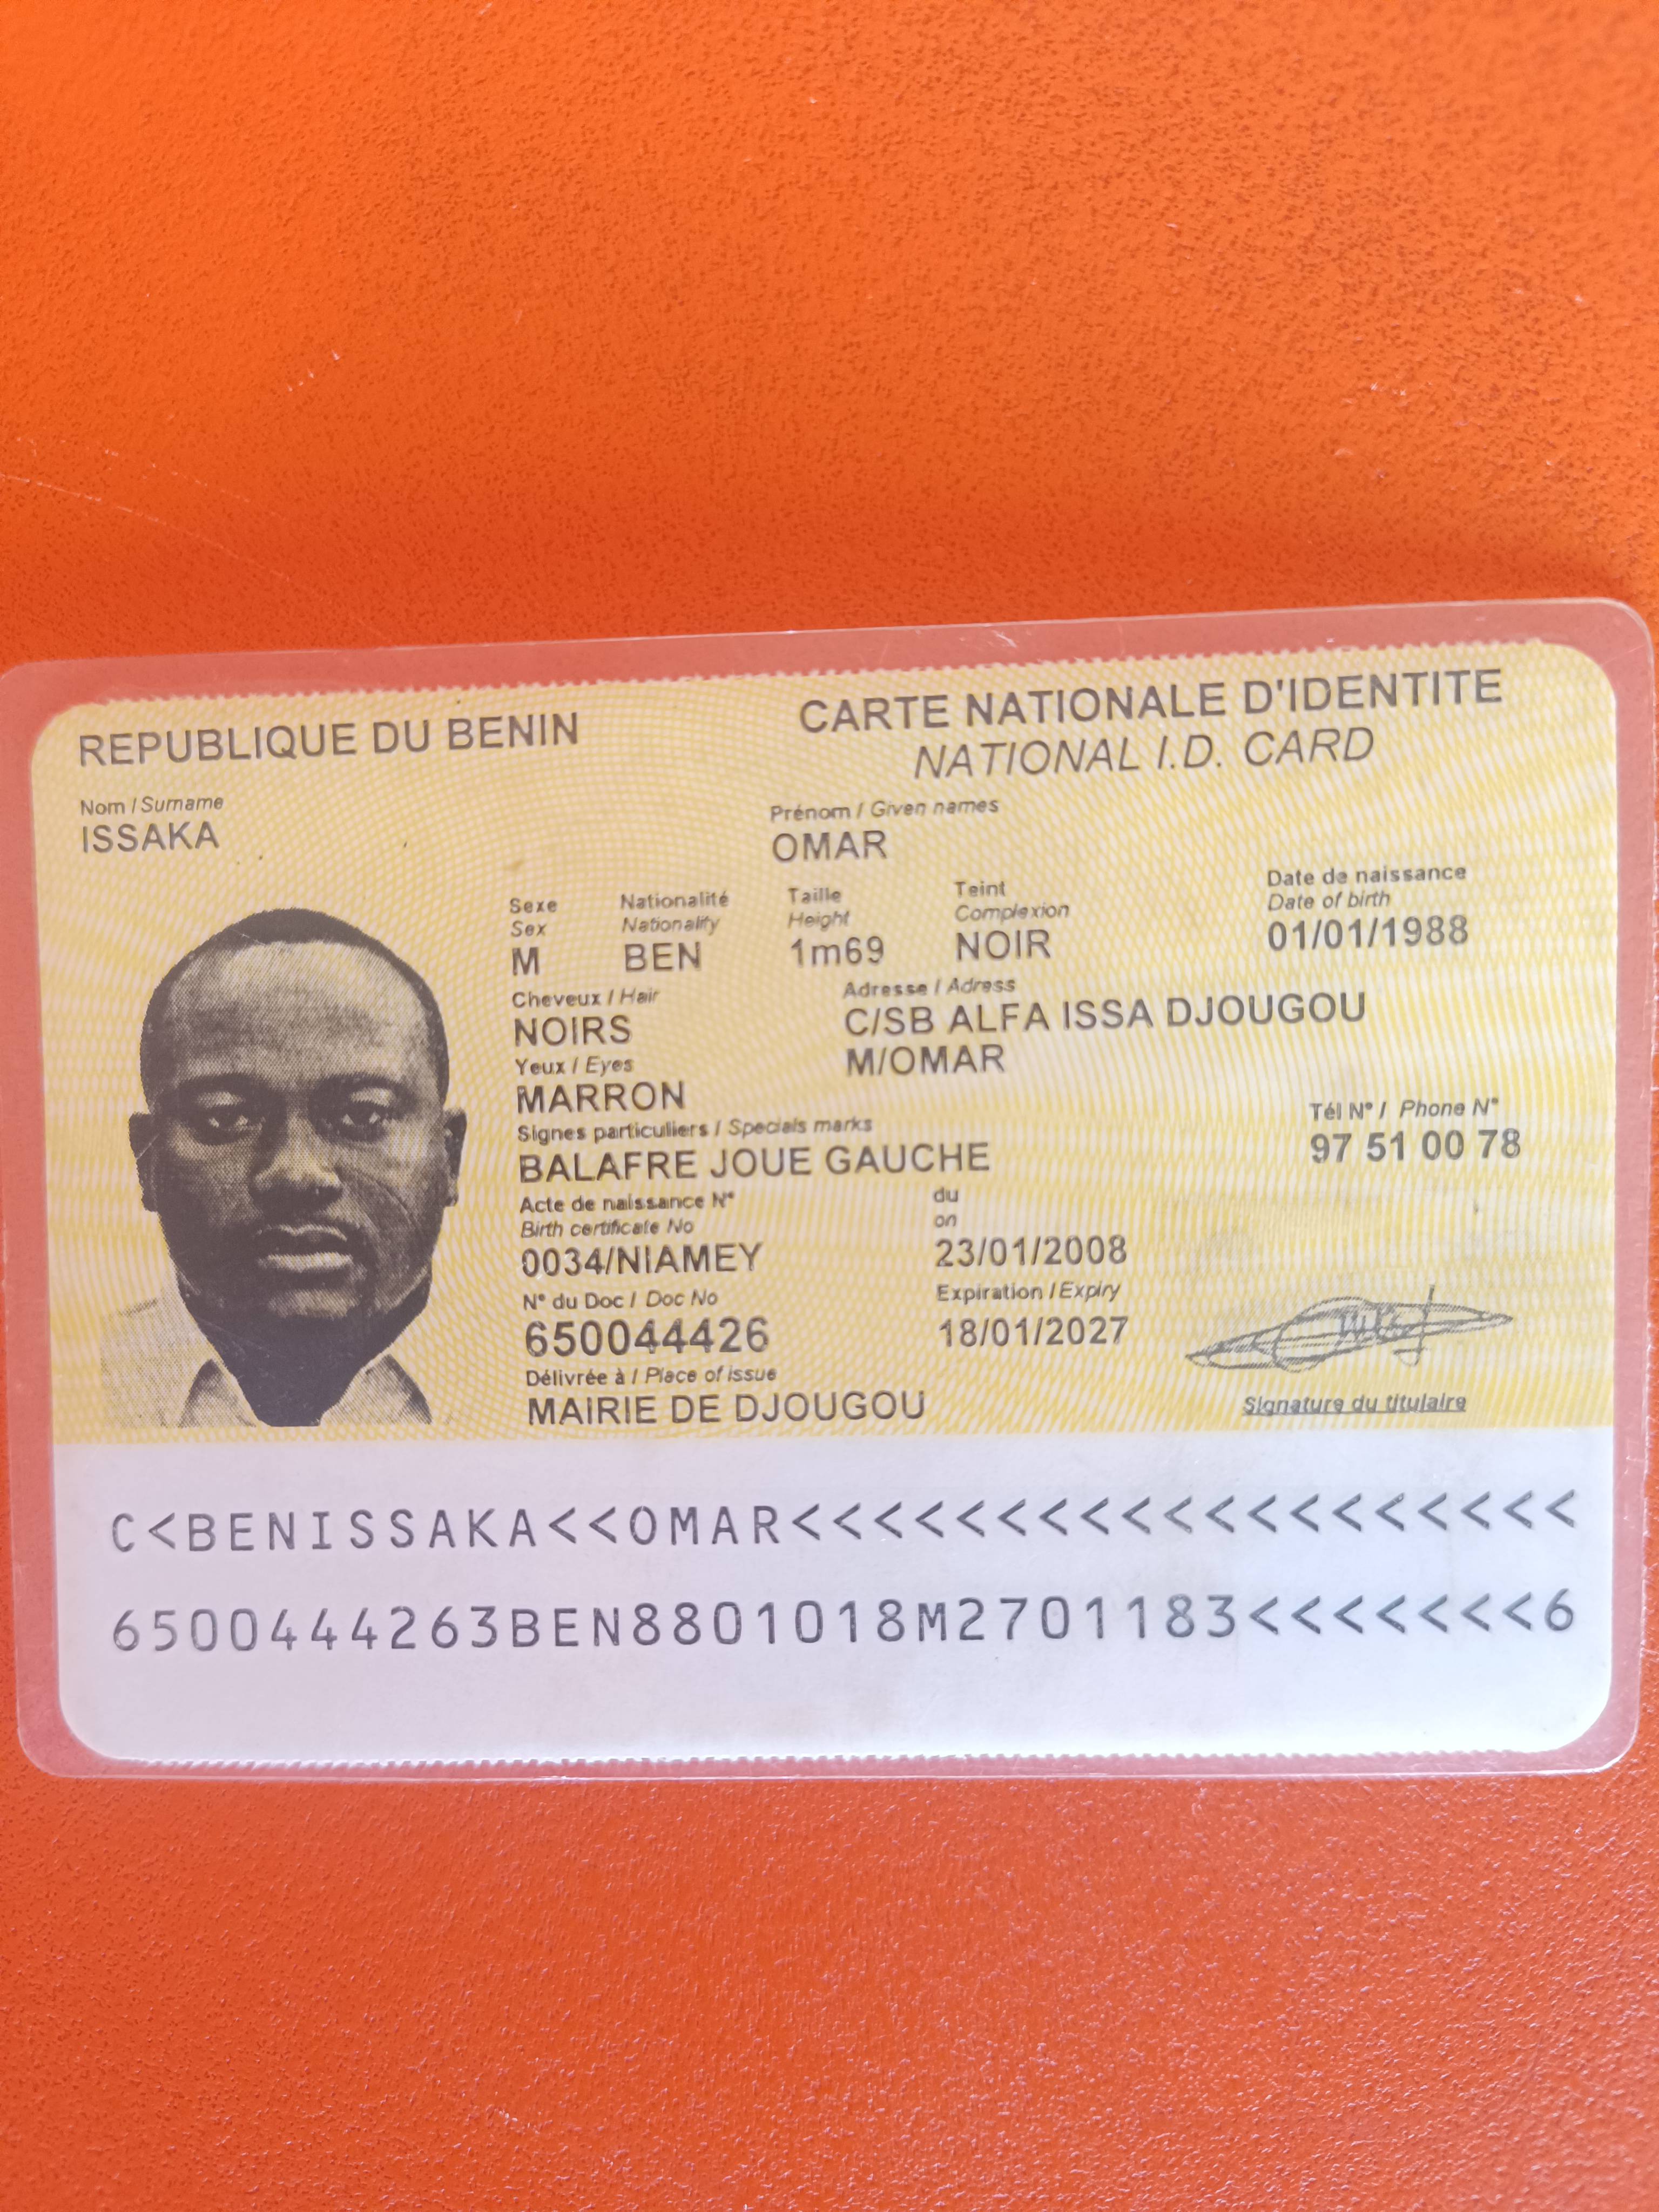 REPUBLIQUE DU BENIN
CARTE NATIONALE D'IDENTITE
NATIONAL I.D. CARD
Nom / Surname
ISSAKA
Prénom / Given names
OMAR
Sexe Nationalité Taille Teint Date de naissance
Sex Nationality Height Complexion Date of birth
M BEN 1m69 NOIR 01/01/1988
Cheveux / Hair Adresse / Adress
NOIRS C/SB ALFA ISSA DJOUGOU
Yeux / Eyes M/OMAR
MARRON
Signes particuliers / Specials marks Tél N° / Phone N°
BALAFRE JOUE GAUCHE 97 51 00 78
Acte de naissance N° du
Birth certificate No on
0034/NIAMEY 23/01/2008
N° du Doc / Doc No Expiration / Expiry
650044426 18/01/2027
Délivrée à / Place of issue
MAIRIE DE DJOUGOU Signature du titulaire
C<BENISSAKA<<OMAR<<<<<<<<<<<<<<<<<<<
6500444263BEN8801018M2701183<<<<<<<6